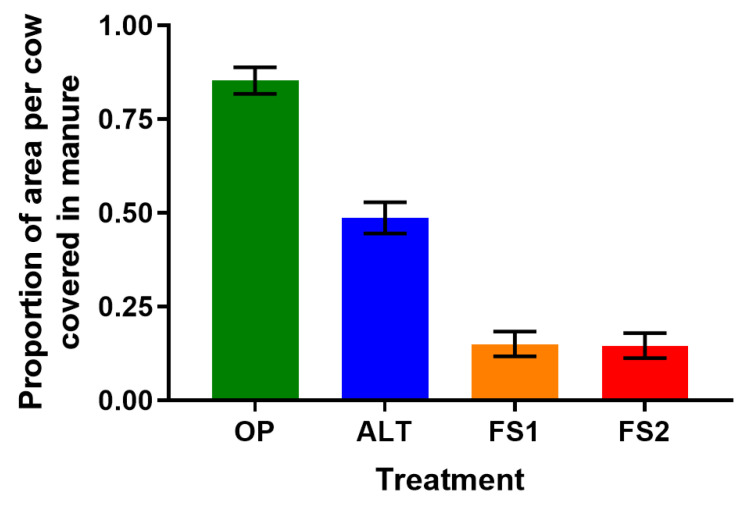 Proportion of area per cow
covered in manure
1.00
0.75
0.50
0.25
0.00
OP ALT FS1 FS2
Treatment